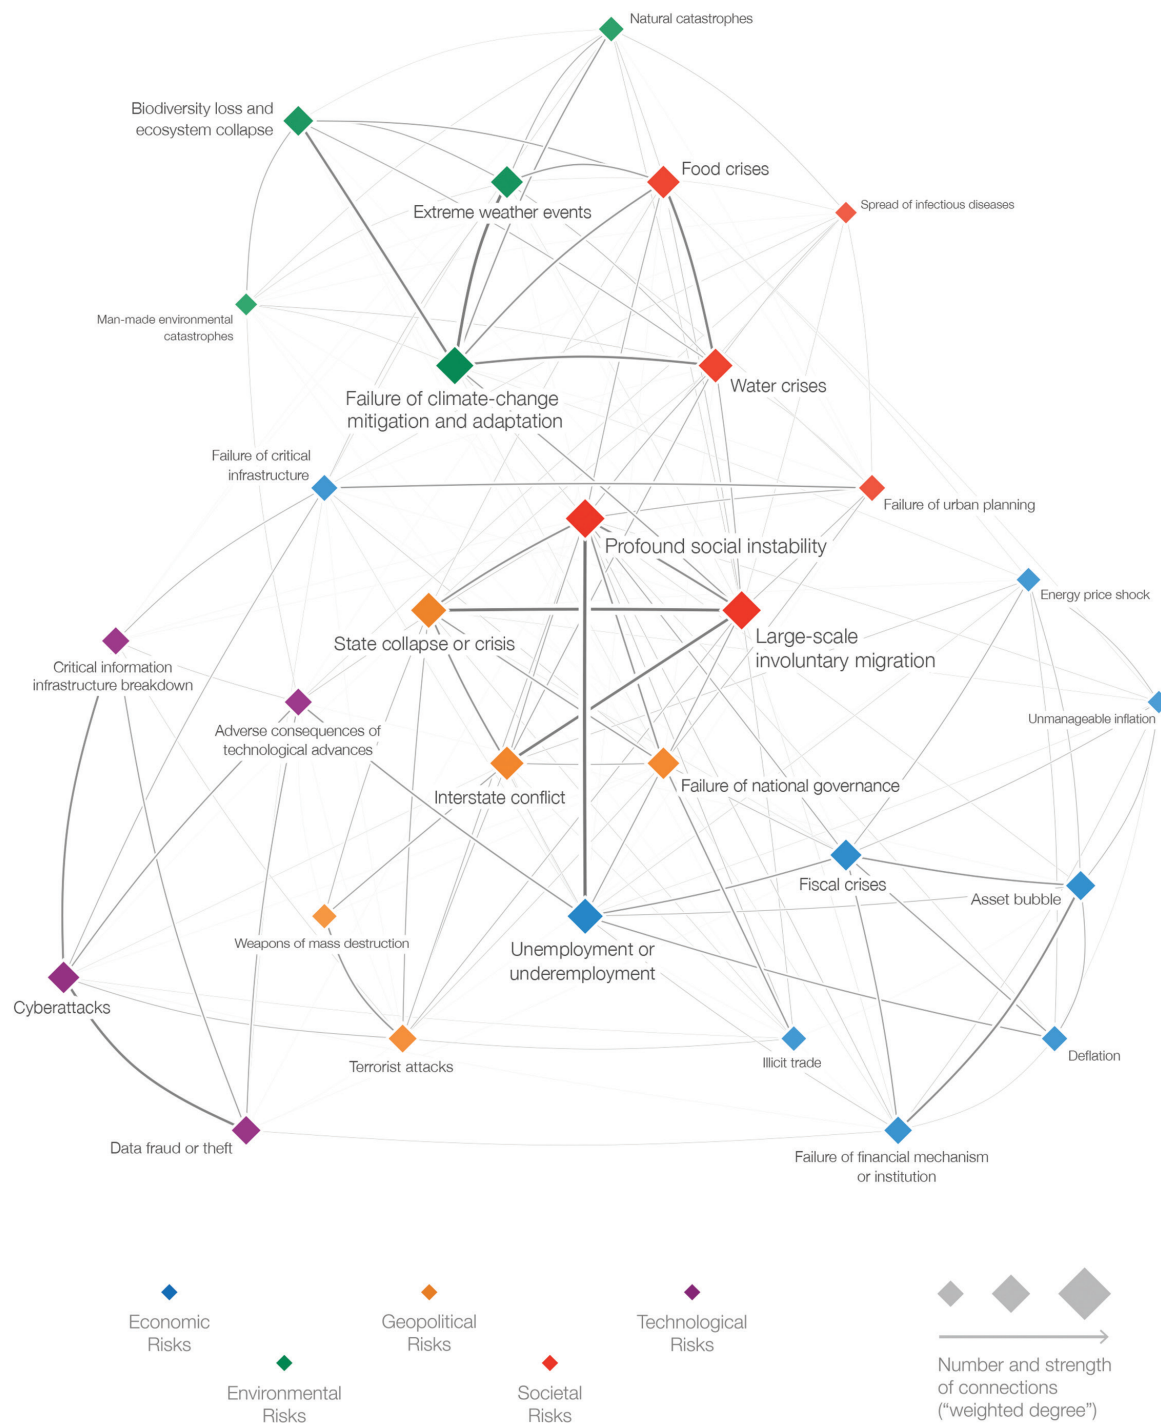 Natural catastrophes
Biodiversity loss and
ecosystem collapse
Food crises
Extreme weather events
Spread of infectious diseases
Man-made environmental
catastrophes
Failure of climate-change
mitigation and adaptation
Water crises
Failure of critical
infrastructure
Failure of urban planning
Profound social instability
Energy price shock
State collapse or crisis
Large-scale
involuntary migration
Critical information
infrastructure breakdown
Adverse consequences of
technological advances
Unmanageable inflation
Interstate conflict
Failure of national governance
Fiscal crises
Asset bubble
Weapons of mass destruction
Unemployment or
underemployment
Cyberattacks
Terrorist attacks
Illicit trade
Deflation
Data fraud or theft
Failure of financial mechanism
or institution
Economic
Risks
Geopolitical
Risks
Technological
Risks
Environmental
Risks
Societal
Risks
Number and strength
of connections
(“weighted degree”)